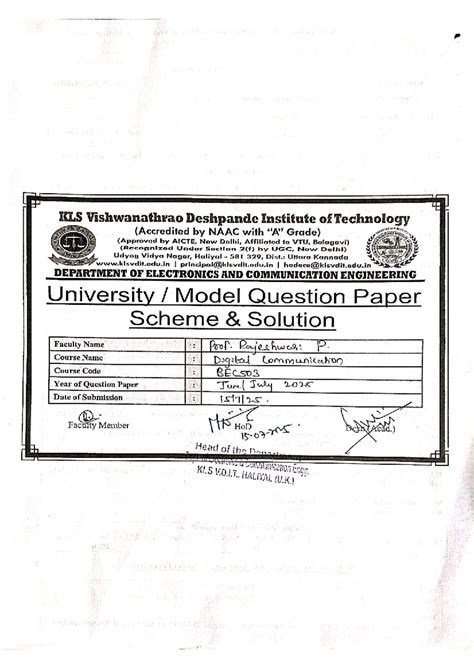 KLS Vishwanathrao Deshpande Institute of Technology
(Accredited by NAAC with "A" Grade)
(Approved by AICTE, New Delhi, Affiliated to VTU, Belagavi)
(Recognized Under Section 2(f) by UGC, New Delhi)
Udyog Vidya Nagar, Haliyal - 581 329, Dist.: Uttara Kannada
www.klsvdit.edu.in | principal@klsvdit.edu.in | hodece@klsvdit.edu.in
DEPARTMENT OF ELECTRONICS AND COMMUNICATION ENGINEERING
University / Model Question Paper
Scheme & Solution
Faculty Name : Prof. Rajeshwari P.
Course Name : Digital Communication
Course Code : BEC503
Year of Question Paper : June/July 2025
Date of Submission : 15/7/25.
Faculty Member
HoD
15-07-2025
Dean (Acad.)
Head of the Department
& Communication Engg.
KLS V.D.I.T., HALIYAL (U.K.)